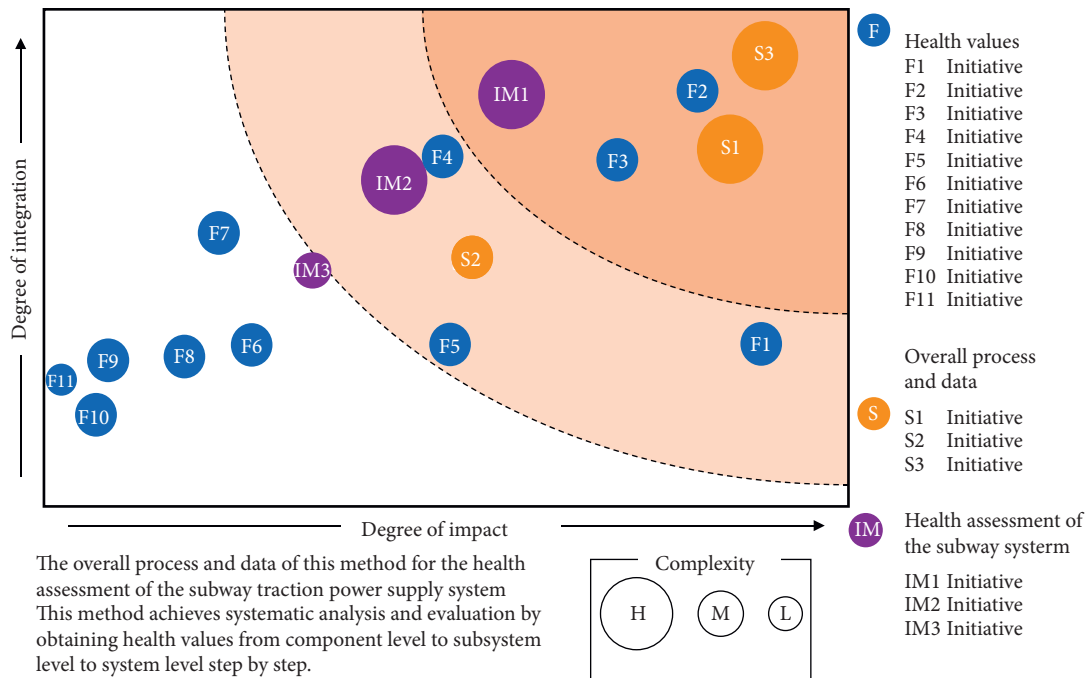 Degree of integration
S3
IM1
F2
S1
F4
F3
IM2
F7
S2
IM3
F5
F1
F6
F8
F9
F11
F10
Degree of impact
The overall process and data of this method for the health
assessment of the subway traction power supply system
This method achieves systematic analysis and evaluation by
obtaining health values from component level to subsystem
level to system level step by step.
Complexity
H M L
F
Health values
F1 Initiative
F2 Initiative
F3 Initiative
F4 Initiative
F5 Initiative
F6 Initiative
F7 Initiative
F8 Initiative
F9 Initiative
F10 Initiative
F11 Initiative
Overall process
and data
S
S1 Initiative
S2 Initiative
S3 Initiative
IM
Health assessment of
the subway systerm
IM1 Initiative
IM2 Initiative
IM3 Initiative